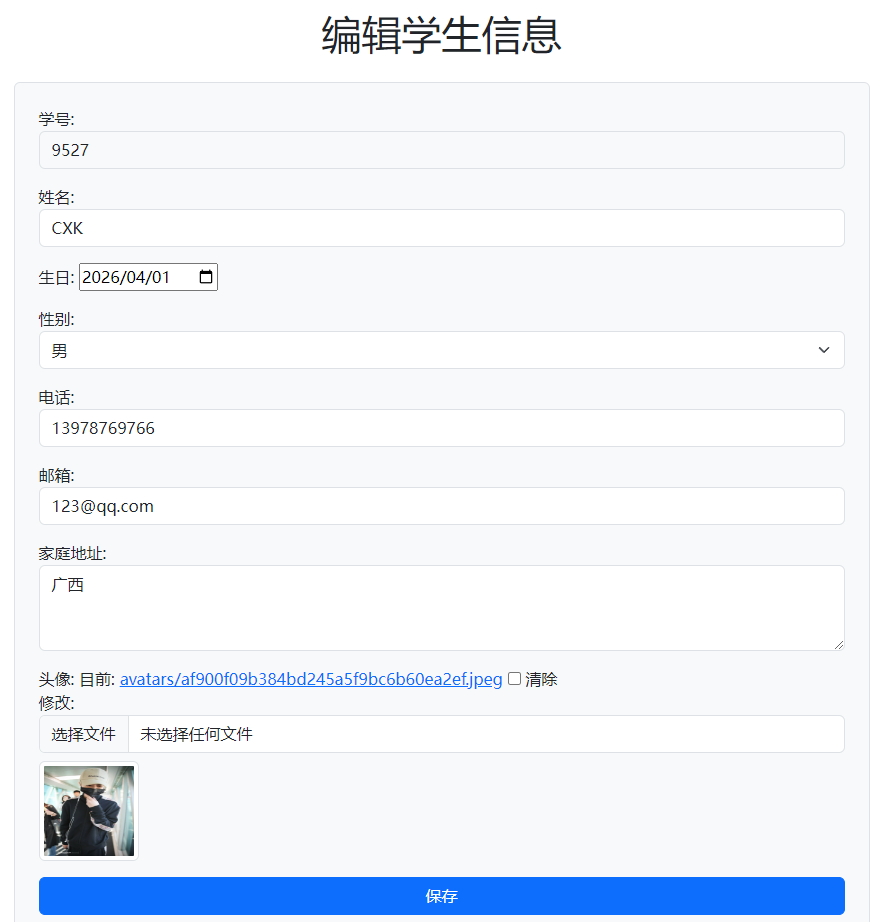 编辑学生信息
学号:
9527
姓名:
CXK
生日: 2026/04/01
性别:
男
电话:
13978769766
邮箱:
123@qq.com
家庭地址:
广西
头像: 目前: avatars/af900f09b384bd245a5f9bc6b60ea2ef.jpeg 清除
修改:
选择文件 未选择任何文件
保存